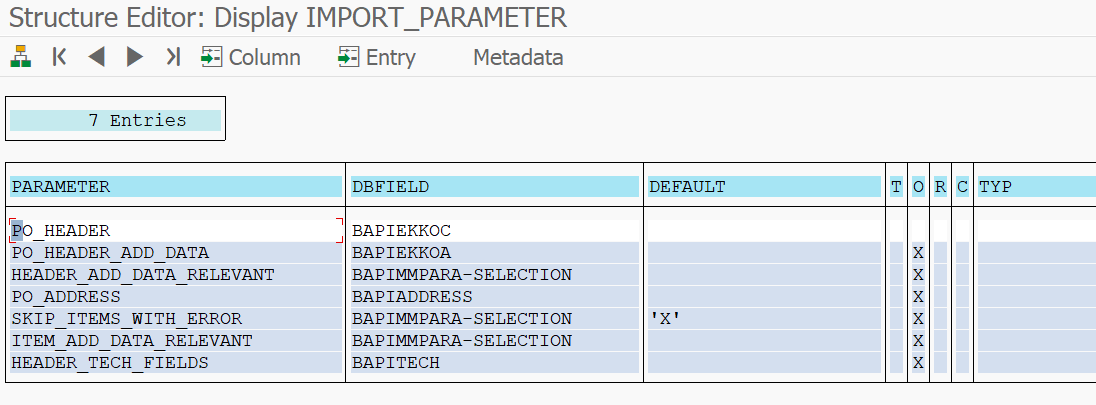 Structure Editor: Display IMPORT_PARAMETER
Column Entry Metadata
7 Entries
PARAMETER DBFIELD DEFAULT T O R C TYP
PO_HEADER BAPIEKKOC
PO_HEADER_ADD_DATA BAPIEKKOA X
HEADER_ADD_DATA_RELEVANT BAPIMMPARA-SELECTION X
PO_ADDRESS BAPIADDRESS X
SKIP_ITEMS_WITH_ERROR BAPIMMPARA-SELECTION 'X' X
ITEM_ADD_DATA_RELEVANT BAPIMMPARA-SELECTION X
HEADER_TECH_FIELDS BAPITECH X